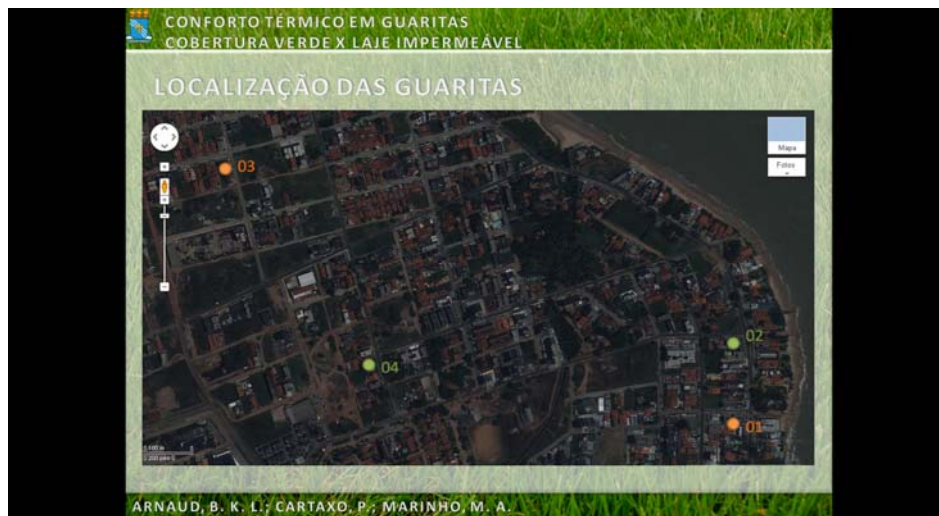 CONFORTO TÉRMICO EM GUARITAS
COBERTURA VERDE X LAJE IMPERMEÁVEL
LOCALIZAÇÃO DAS GUARITAS
Mapa
Fotos
03
02
04
01
ARNAUD, B. K. L.; CARTAXO, P.; MARINHO, M. A.